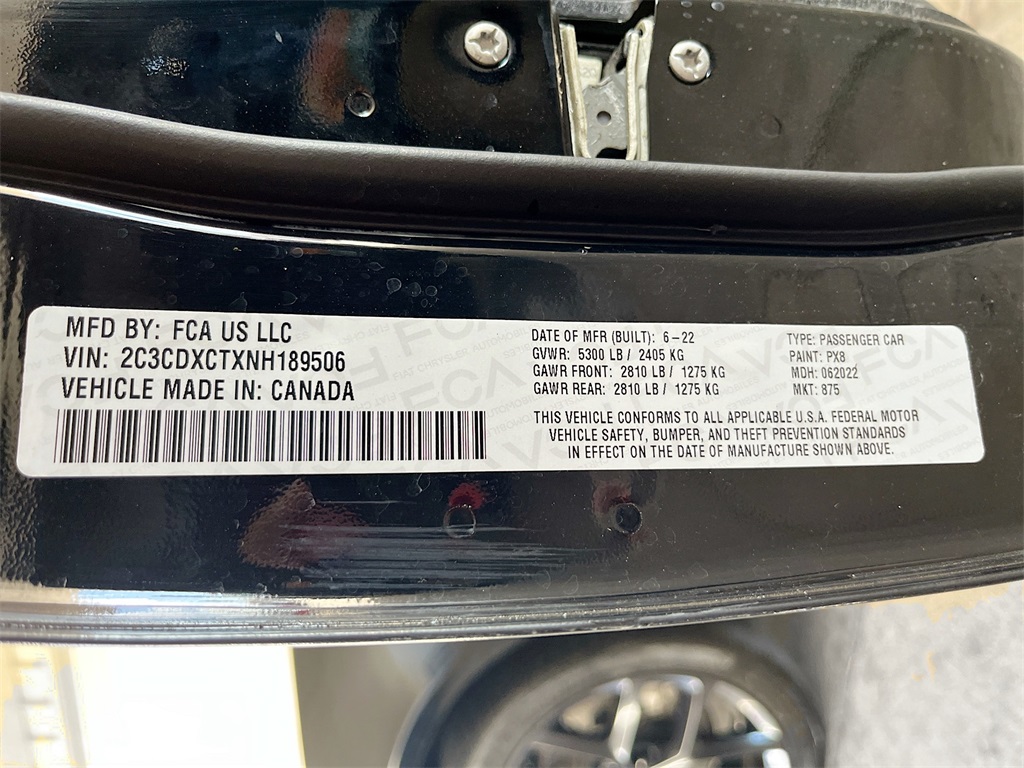 MFD BY: FCA US LLC
VIN: 2C3CDXCTXNH189506
VEHICLE MADE IN: CANADA
DATE OF MFR (BUILT): 6-22
GVWR: 5300 LB / 2405 KG
GAWR FRONT: 2810 LB / 1275 KG
GAWR REAR: 2810 LB / 1275 KG
TYPE: PASSENGER CAR
PAINT: PX8
MDH: 062022
MKT: 875
THIS VEHICLE CONFORMS TO ALL APPLICABLE U.S.A. FEDERAL MOTOR
VEHICLE SAFETY, BUMPER, AND THEFT PREVENTION STANDARDS
IN EFFECT ON THE DATE OF MANUFACTURE SHOWN ABOVE.